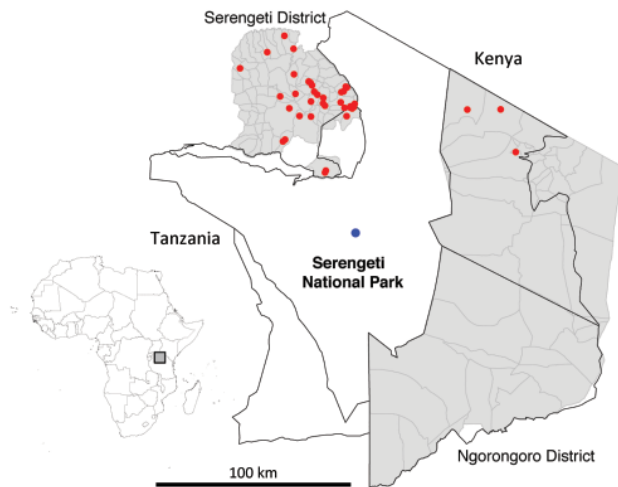 Serengeti District
Kenya
Tanzania
Serengeti
National Park
100 km
Ngorongoro District